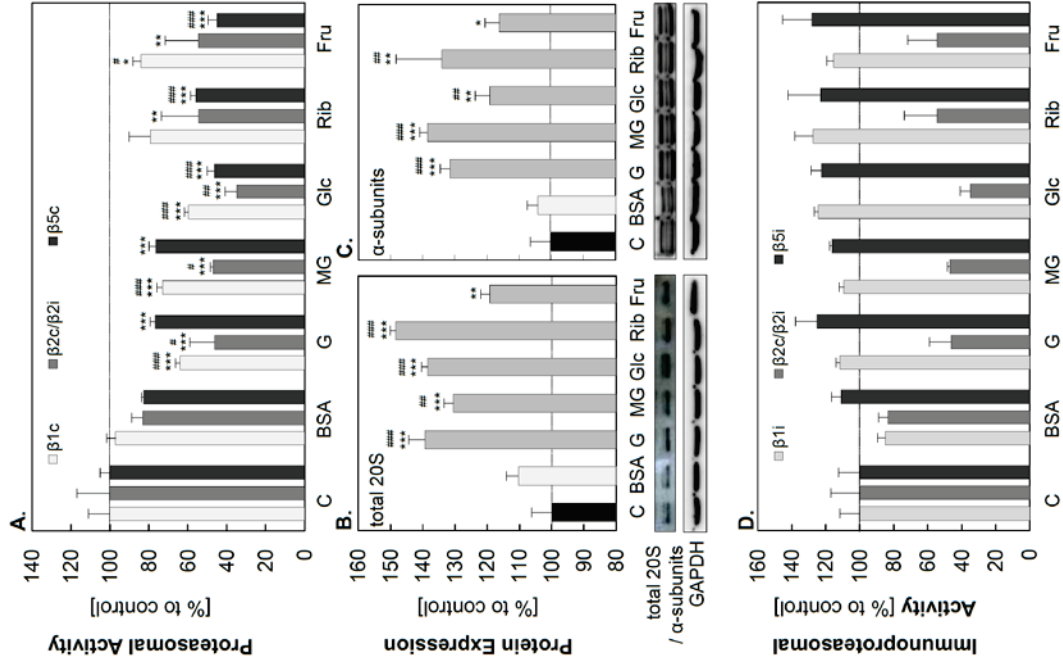 A.
Proteasomal Activity
[% to control]
140
120
100
80
60
40
20
0
β1c
β2c/β2i
β5c
***
###
***
#
***
***
###
***
#
***
***
###
***
##
***
###
**
***
###
*
#
**
***
###
C
BSA
G
MG
Glc
Rib
Fru
B.
Protein Expression
[% to control]
160
150
140
130
120
110
100
90
80
total 20S
***
###
***
##
***
###
***
###
**
C
BSA
G
MG
Glc
Rib
Fru
C.
α-subunits
***
###
***
###
**
##
**
##
*
C
BSA
G
MG
Glc
Rib
Fru
total 20S
/ α-subunits
GAPDH
D.
Immunoproteasomal
Activity
[% to control]
160
140
120
100
80
60
40
20
0
β1i
β2c/β2i
β5i
C
BSA
G
MG
Glc
Rib
Fru